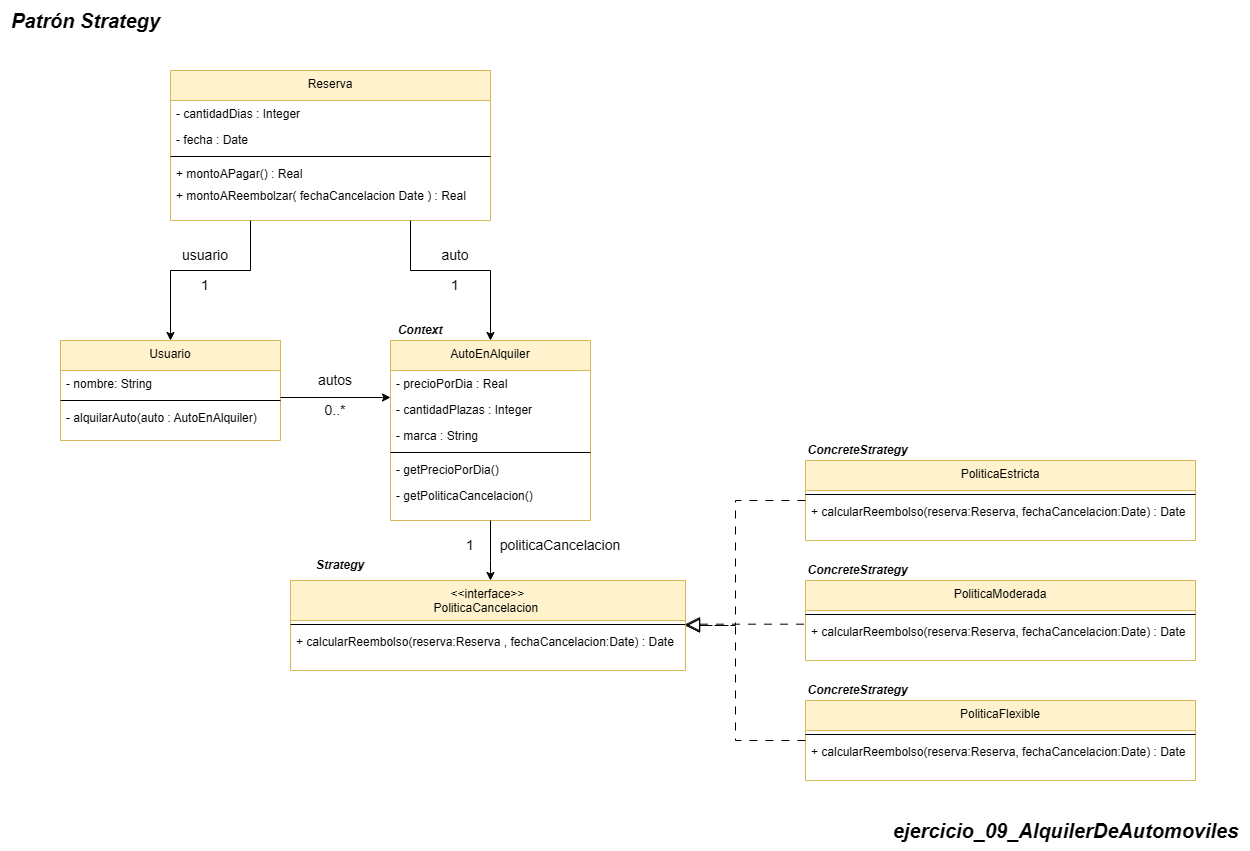 Patrón Strategy
Reserva
- cantidadDias : Integer
- fecha : Date
+ montoAPagar() : Real
+ montoAReembolzar( fechaCancelacion Date ) : Real
usuario
1
auto
1
Usuario
- nombre: String
- alquilarAuto(auto : AutoEnAlquiler)
autos
0..*
Context
AutoEnAlquiler
- precioPorDia : Real
- cantidadPlazas : Integer
- marca : String
- getPrecioPorDia()
- getPoliticaCancelacion()
1
politicaCancelacion
Strategy
<<interface>>
PoliticaCancelacion
+ calcularReembolso(reserva:Reserva , fechaCancelacion:Date) : Date
ConcreteStrategy
PoliticaEstricta
+ calcularReembolso(reserva:Reserva, fechaCancelacion:Date) : Date
ConcreteStrategy
PoliticaModerada
+ calcularReembolso(reserva:Reserva, fechaCancelacion:Date) : Date
ConcreteStrategy
PoliticaFlexible
+ calcularReembolso(reserva:Reserva, fechaCancelacion:Date) : Date
ejercicio_09_AlquilerDeAutomoviles